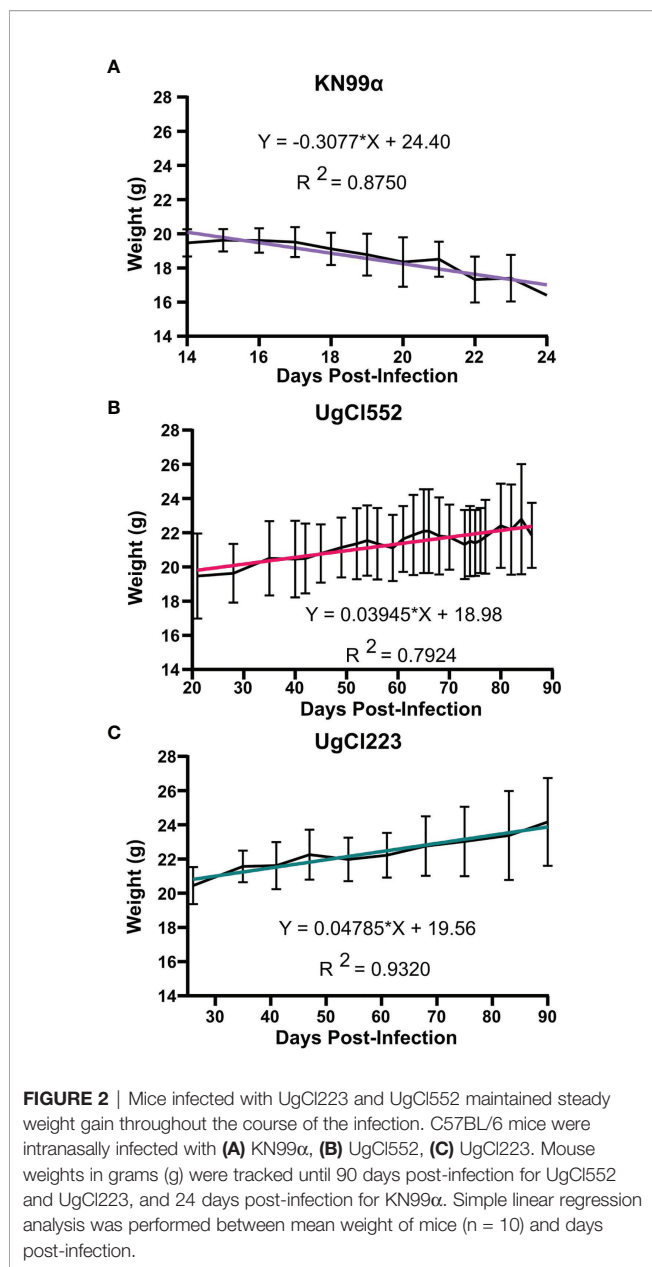 A
KN99α
28
26
24
22
20
18
16
14
Weight (g)
Y = -0.3077*X + 24.40
R 2 = 0.8750
14 16 18 20 22 24
Days Post-Infection
B
UgCl552
28
26
24
22
20
18
16
14
Weight (g)
Y = 0.03945*X + 18.98
R 2 = 0.7924
20 30 40 50 60 70 80 90
Days Post-Infection
C
UgCl223
28
26
24
22
20
18
16
14
Weight (g)
Y = 0.04785*X + 19.56
R 2 = 0.9320
30 40 50 60 70 80 90
Days Post-Infection
FIGURE 2 | Mice infected with UgCl223 and UgCl552 maintained steady
weight gain throughout the course of the infection. C57BL/6 mice were
intranasally infected with (A) KN99α, (B) UgCl552, (C) UgCl223. Mouse
weights in grams (g) were tracked until 90 days post-infection for UgCl552
and UgCl223, and 24 days post-infection for KN99α. Simple linear regression
analysis was performed between mean weight of mice (n = 10) and days
post-infection.